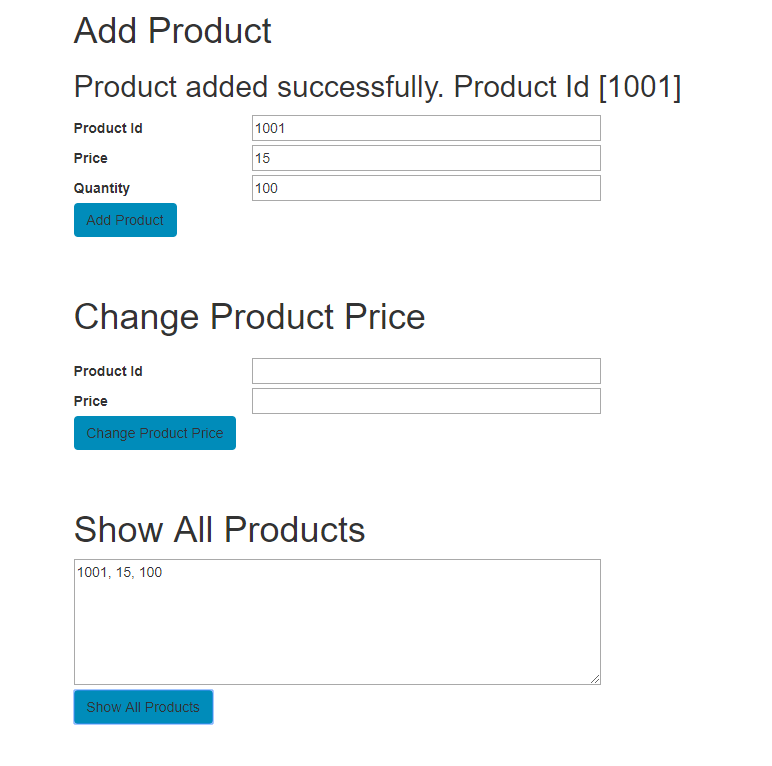 Add Product
Product added successfully. Product Id [1001]
Product Id 1001
Price 15
Quantity 100
Add Product
Change Product Price
Product Id
Price
Change Product Price
Show All Products
1001, 15, 100
Show All Products